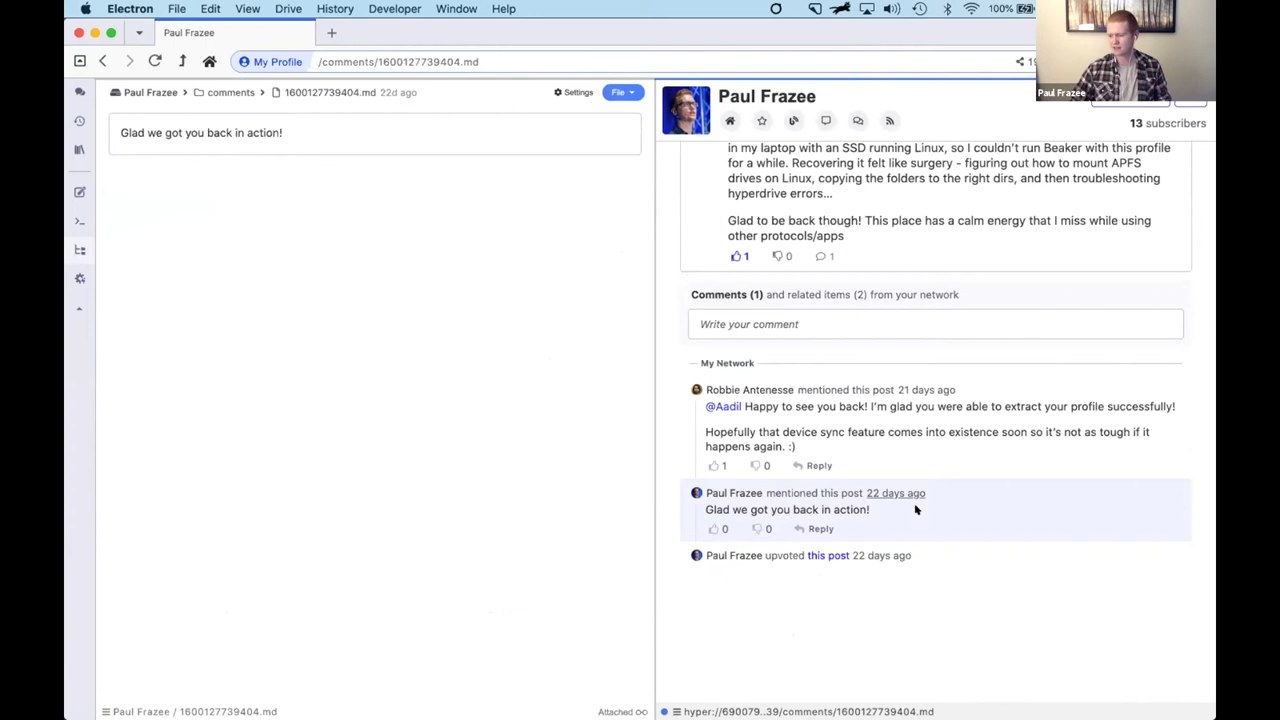 Electron File Edit View Drive History Developer Window Help 100%
Paul Frazee
My Profile /comments/1600127739404.md
Paul Frazee
Paul Frazee > comments > 1600127739404.md 22d ago Settings File
Glad we got you back in action!
Paul Frazee
13 subscribers
in my laptop with an SSD running Linux, so I couldn't run Beaker with this profile
for a while. Recovering it felt like surgery - figuring out how to mount APFS
drives on Linux, copying the folders to the right dirs, and then troubleshooting
hyperdrive errors...
Glad to be back though! This place has a calm energy that I miss while using
other protocols/apps
1 0 1
Comments (1) and related items (2) from your network
Write your comment
My Network
Robbie Antenesse mentioned this post 21 days ago
@Aadil Happy to see you back! I'm glad you were able to extract your profile successfully!
Hopefully that device sync feature comes into existence soon so it's not as tough if it
happens again. :)
1 0 Reply
Paul Frazee mentioned this post 22 days ago
Glad we got you back in action!
0 0 Reply
Paul Frazee upvoted this post 22 days ago
Paul Frazee / 1600127739404.md Attached
hyper://690079..39/comments/1600127739404.md